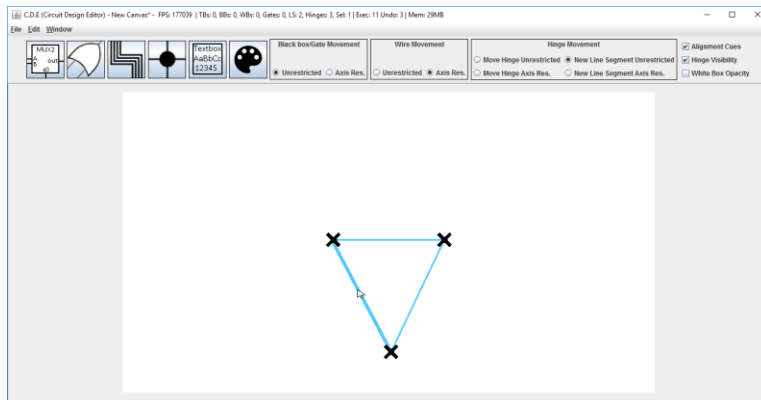 C.D.E (Circuit Design Editor) - New Canvas* - FPS: 177039 | TBs: 0, BBs: 0, WBs: 0, Gates: 0, LS: 2, Hinges: 3, Sel: 1 | Exec: 11 Undo: 3 | Mem: 29MB
File Edit Window
MUX2
A
B
out
s0
Textbox
AaBbCc
12345
Black box/Gate Movement
Unrestricted Axis Res.
Wire Movement
Unrestricted Axis Res.
Hinge Movement
Move Hinge Unrestricted New Line Segment Unrestricted
Move Hinge Axis Res. New Line Segment Axis Res.
Alignment Cues
Hinge Visibility
White Box Opacity